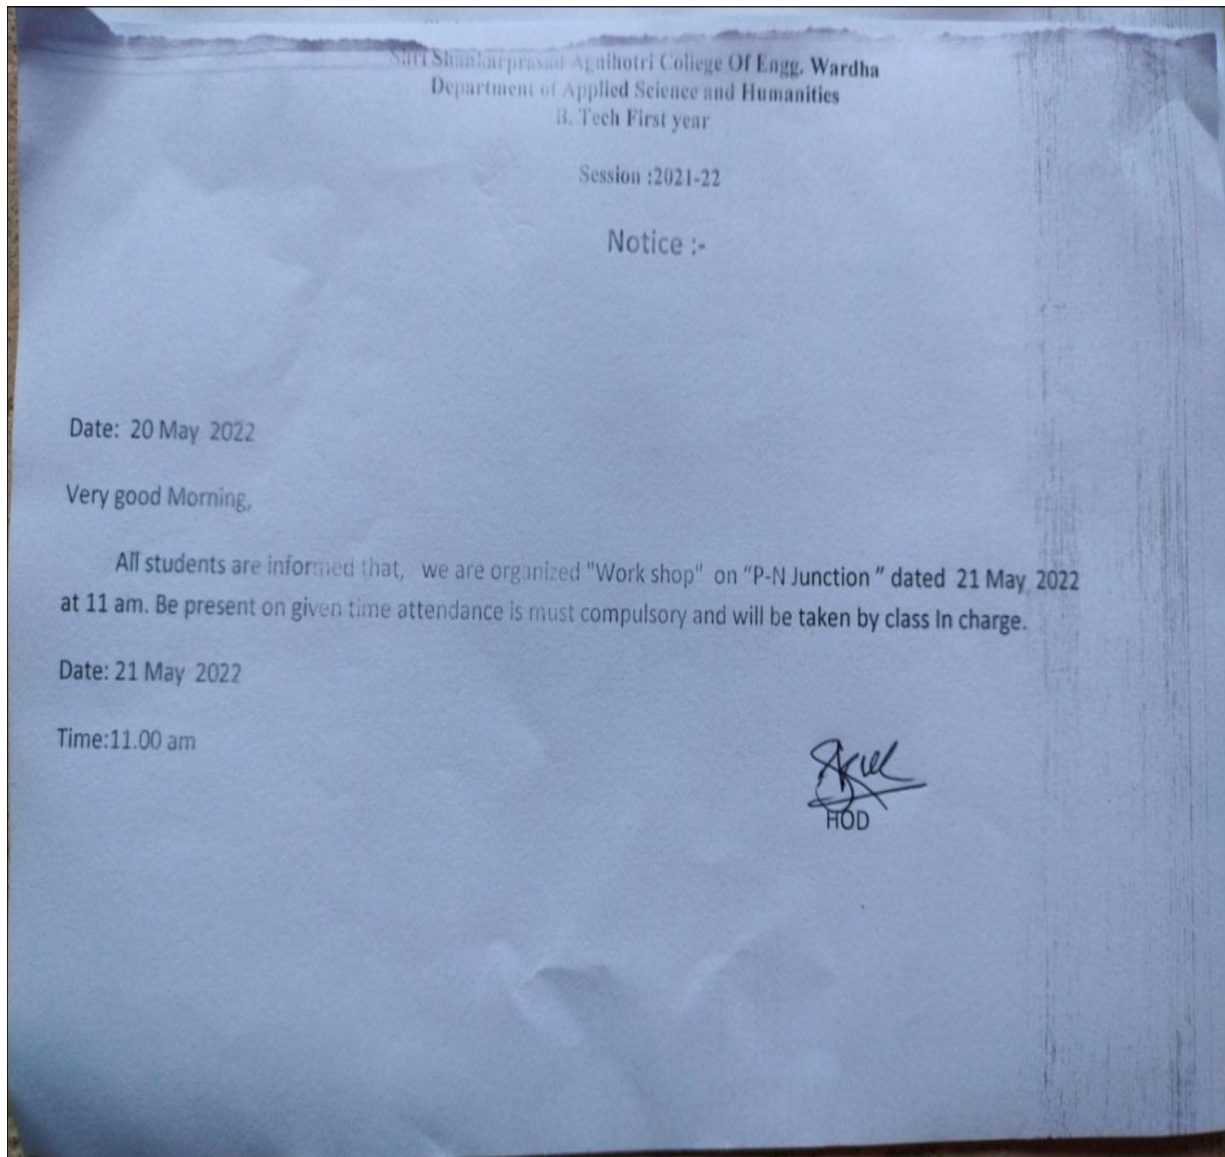 Shri Shankarprasad Agnihotri College Of Engg. Wardha
Department of Applied Science and Humanities
B. Tech First year
Session :2021-22
Notice :-
Date: 20 May 2022
Very good Morning,
All students are informed that, we are organized "Work shop" on “P-N Junction ” dated 21 May 2022
at 11 am. Be present on given time attendance is must compulsory and will be taken by class In charge.
Date: 21 May 2022
Time:11.00 am
HOD